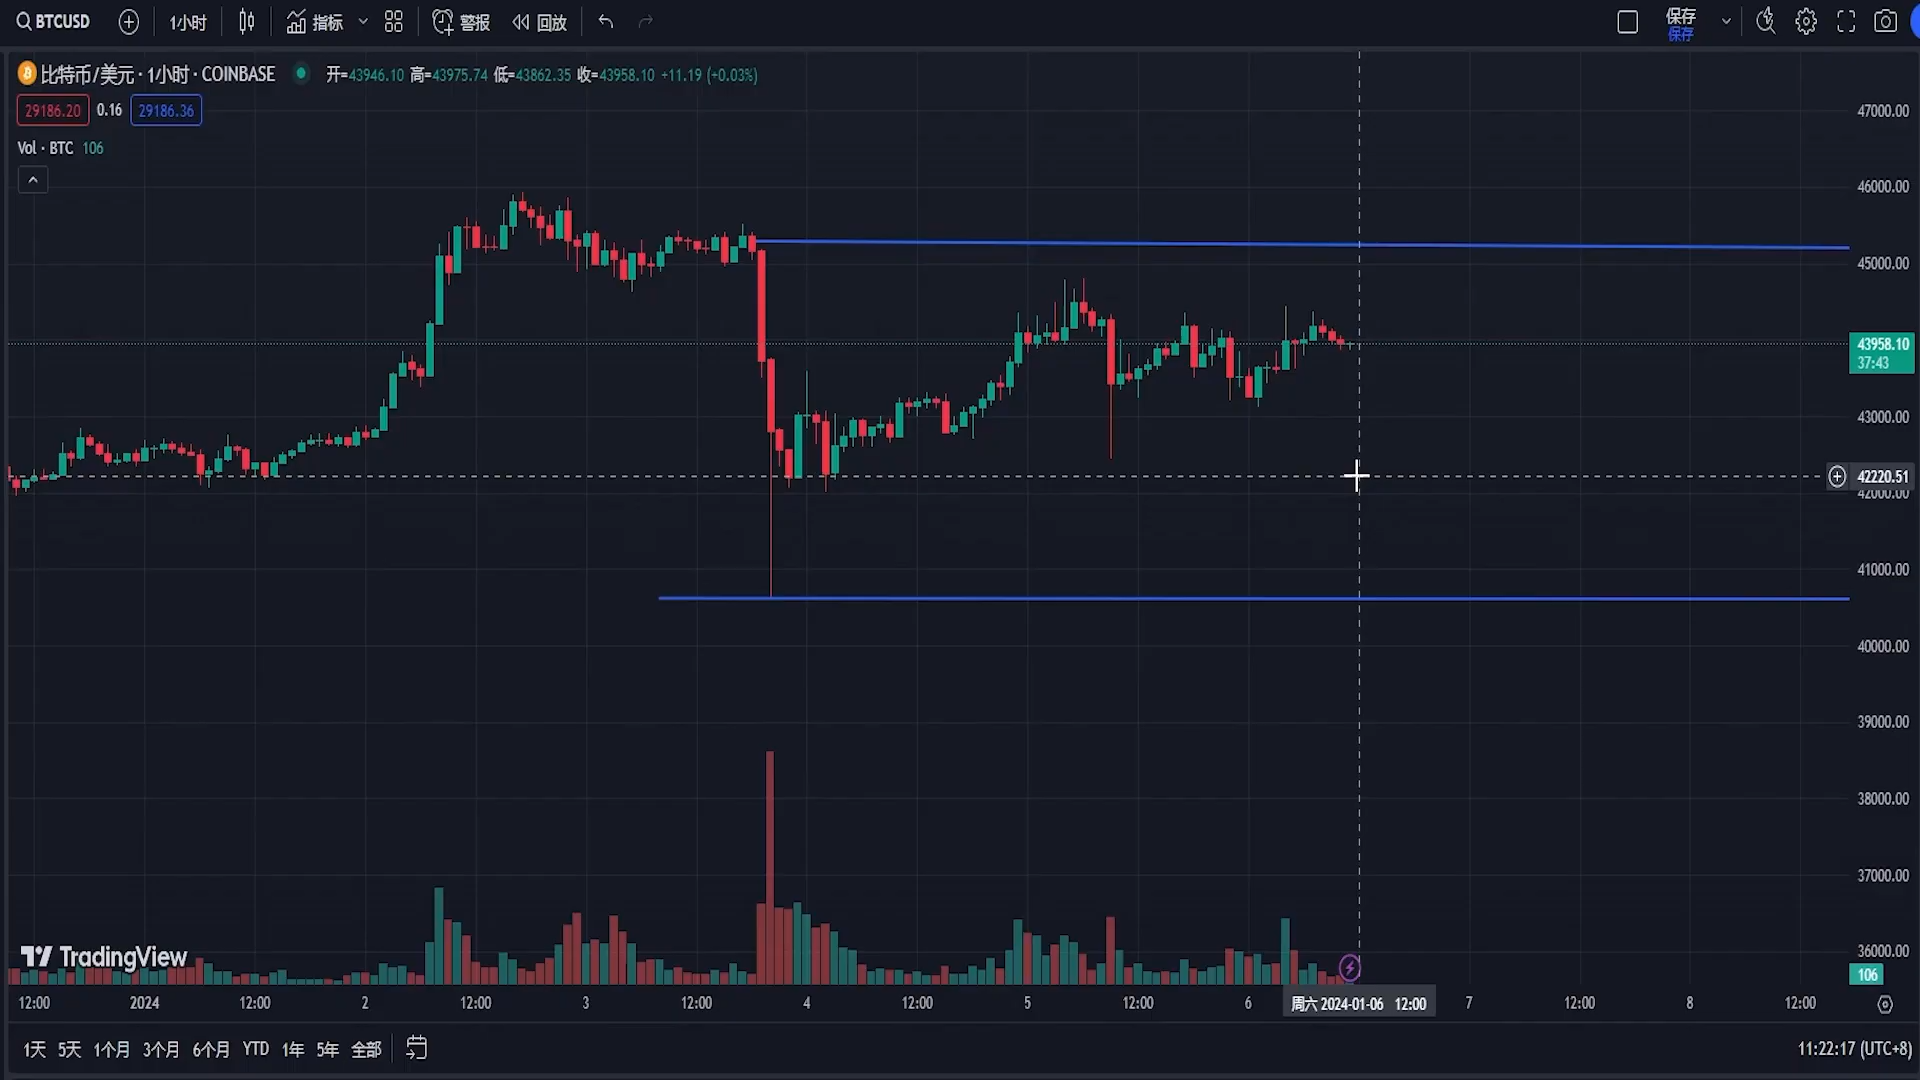 BTCUSD 1小时 指标 警报 回放 保存
保存
比特币/美元 · 1小时 · COINBASE 开=43946.10 高=43975.74 低=43862.35 收=43958.10 +11.19 (+0.03%)
29186.20 0.16 29186.36
Vol · BTC 106
47000.00
46000.00
45000.00
43958.10
37:43
43000.00
42220.51
42000.00
41000.00
40000.00
39000.00
38000.00
37000.00
36000.00
106
TradingView
12:00 2024 12:00 2 12:00 3 12:00 4 12:00 5 12:00 6 周六 2024-01-06 12:00 7 12:00 8 12:00
1天 5天 1个月 3个月 6个月 YTD 1年 5年 全部 11:22:17 (UTC+8)